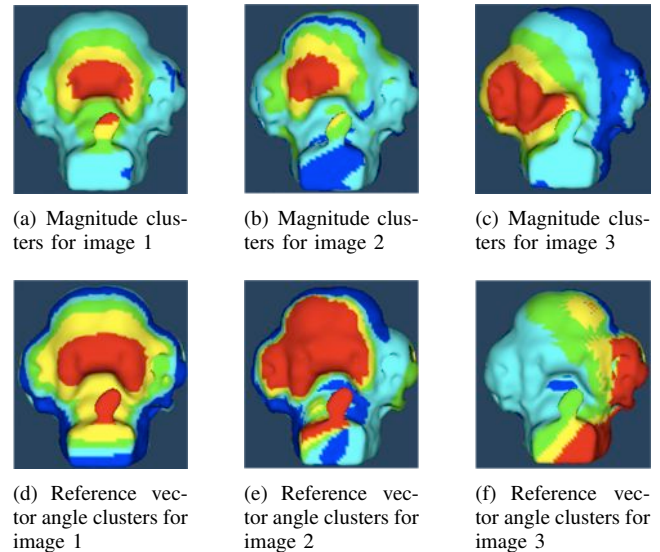 (a) Magnitude clus-
ters for image 1
(b) Magnitude clus-
ters for image 2
(c) Magnitude clus-
ters for image 3
(d) Reference vec-
tor angle clusters for
image 1
(e) Reference vec-
tor angle clusters for
image 2
(f) Reference vec-
tor angle clusters for
image 3